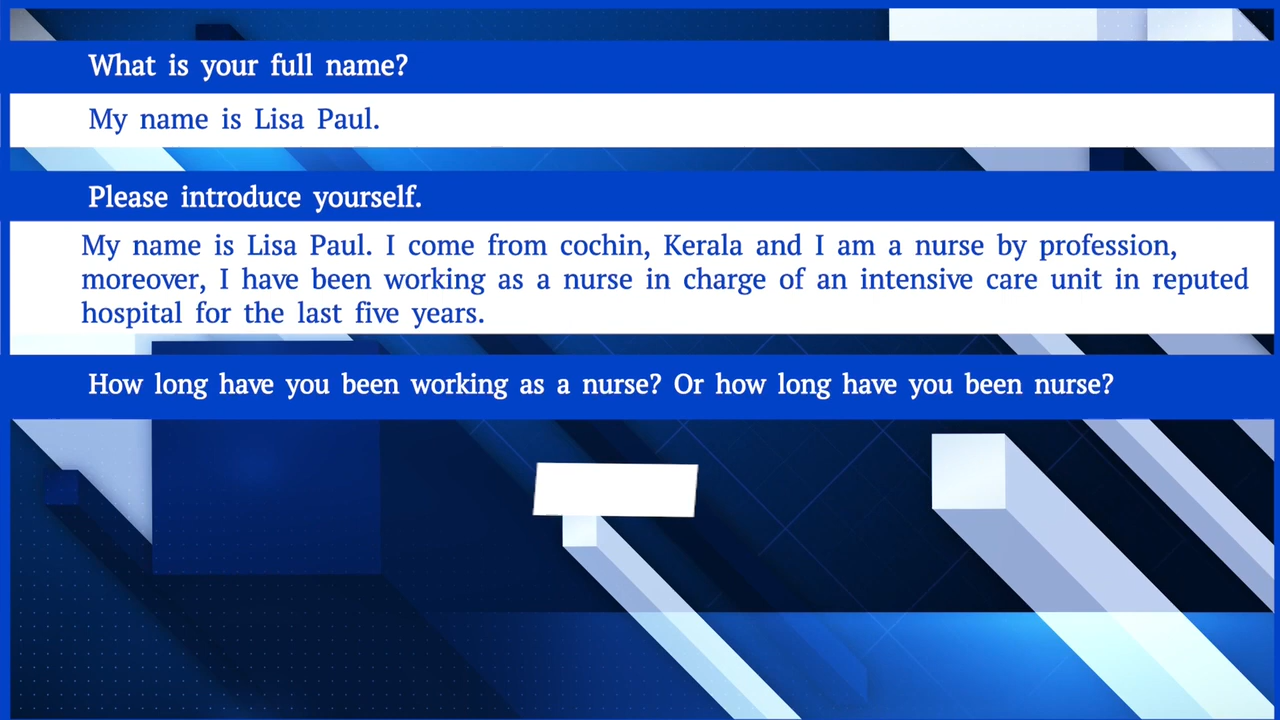 What is your full name?
My name is Lisa Paul.
Please introduce yourself.
My name is Lisa Paul. I come from cochin, Kerala and I am a nurse by profession,
moreover, I have been working as a nurse in charge of an intensive care unit in reputed
hospital for the last five years.
How long have you been working as a nurse? Or how long have you been nurse?